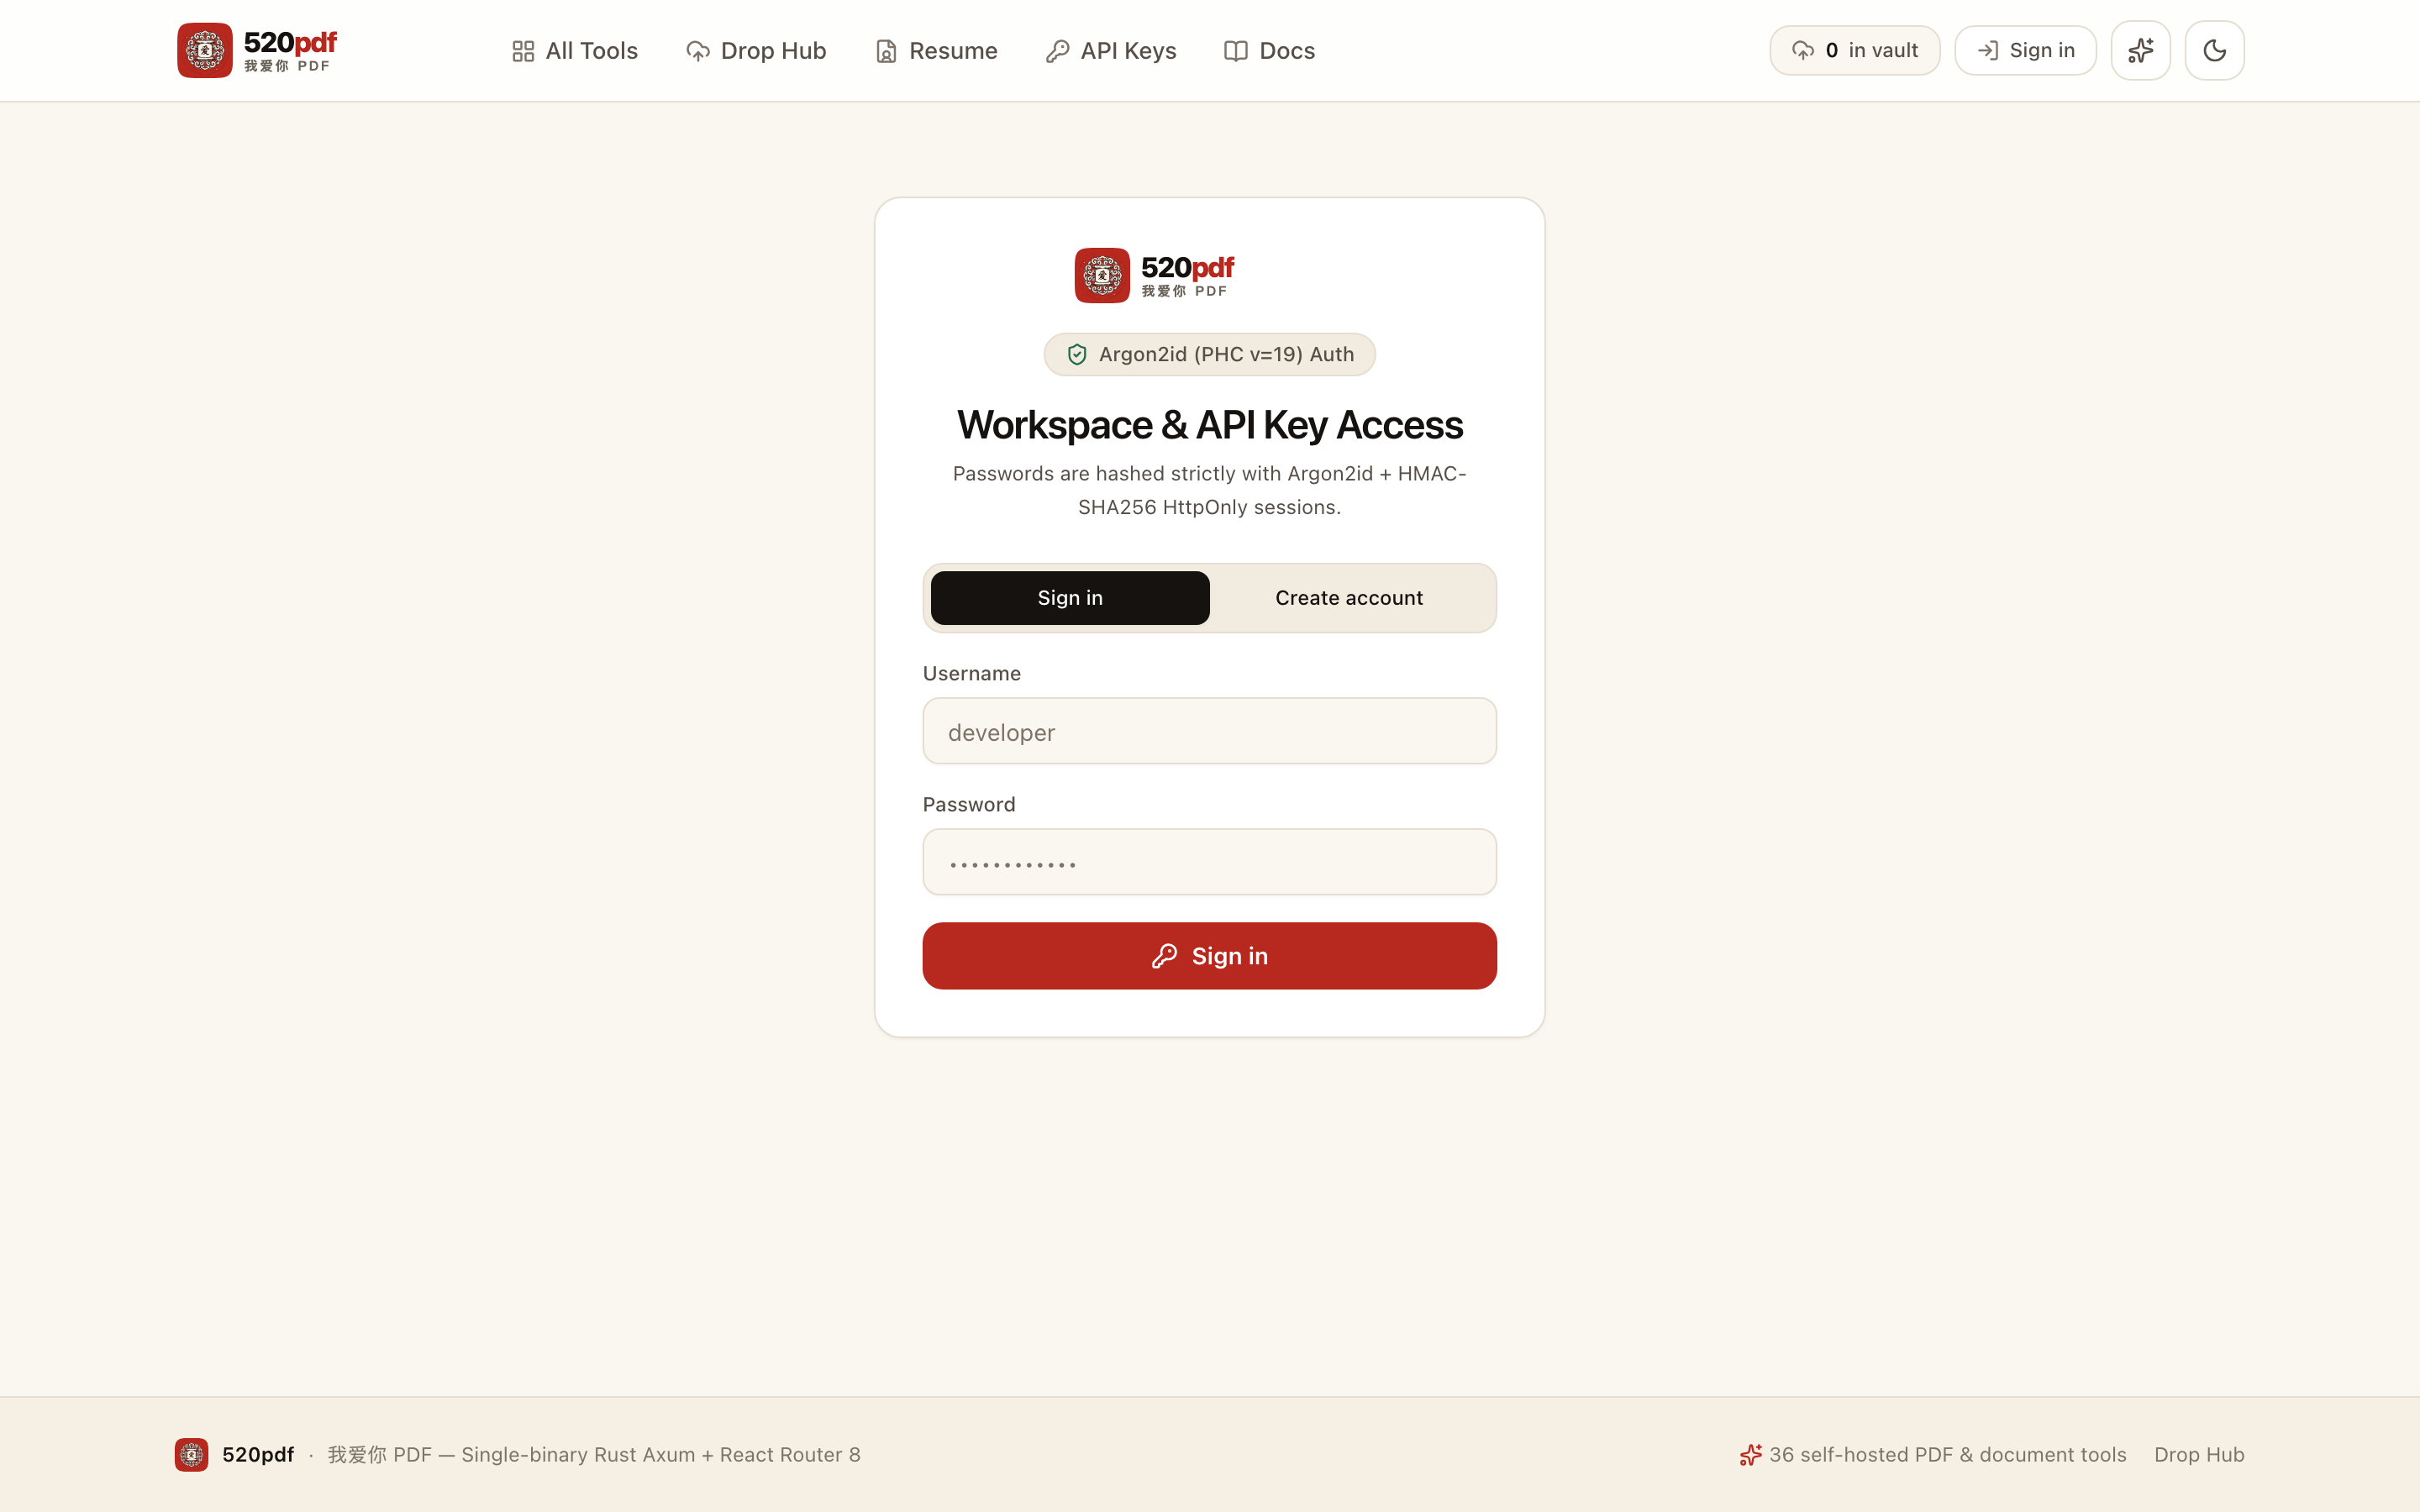 520pdf
我爱你 PDF
All Tools
Drop Hub
Resume
API Keys
Docs
0 in vault
Sign in
爱
520pdf
我爱你 PDF
爱
Argon2id (PHC v=19) Auth
Workspace & API Key Access
Passwords are hashed strictly with Argon2id + HMAC-
SHA256 HttpOnly sessions.
Sign in
Create account
Username
developer
Password
••••••••••••
Sign in
520pdf · 我爱你 PDF — Single-binary Rust Axum + React Router 8
36 self-hosted PDF & document tools
Drop Hub